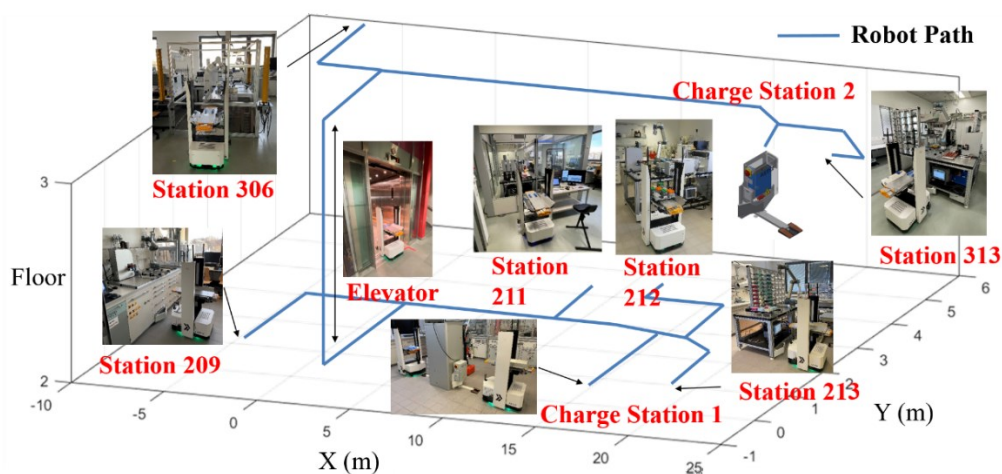 Robot Path
Charge Station 2
3
Station 306
Station 313
6
Station
211
Station
212
5
Floor
Elevator
4
Station 209
3
2
Station 213
2
-10
Charge Station 1
1
Y (m)
-5
0
0
5
X (m)
10
15
20
25
-1